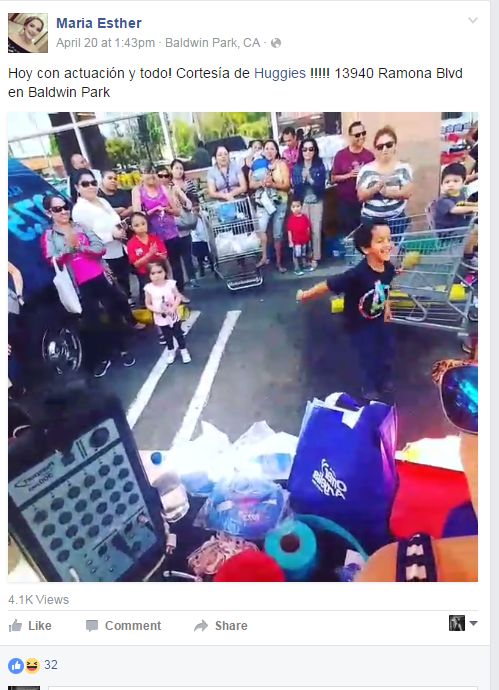 Maria Esther
April 20 at 1:43pm · Baldwin Park, CA ·
Hoy con actuación y todo! Cortesía de Huggies !!!!! 13940 Ramona Blvd
en Baldwin Park
4.1K Views
Like Comment Share
32